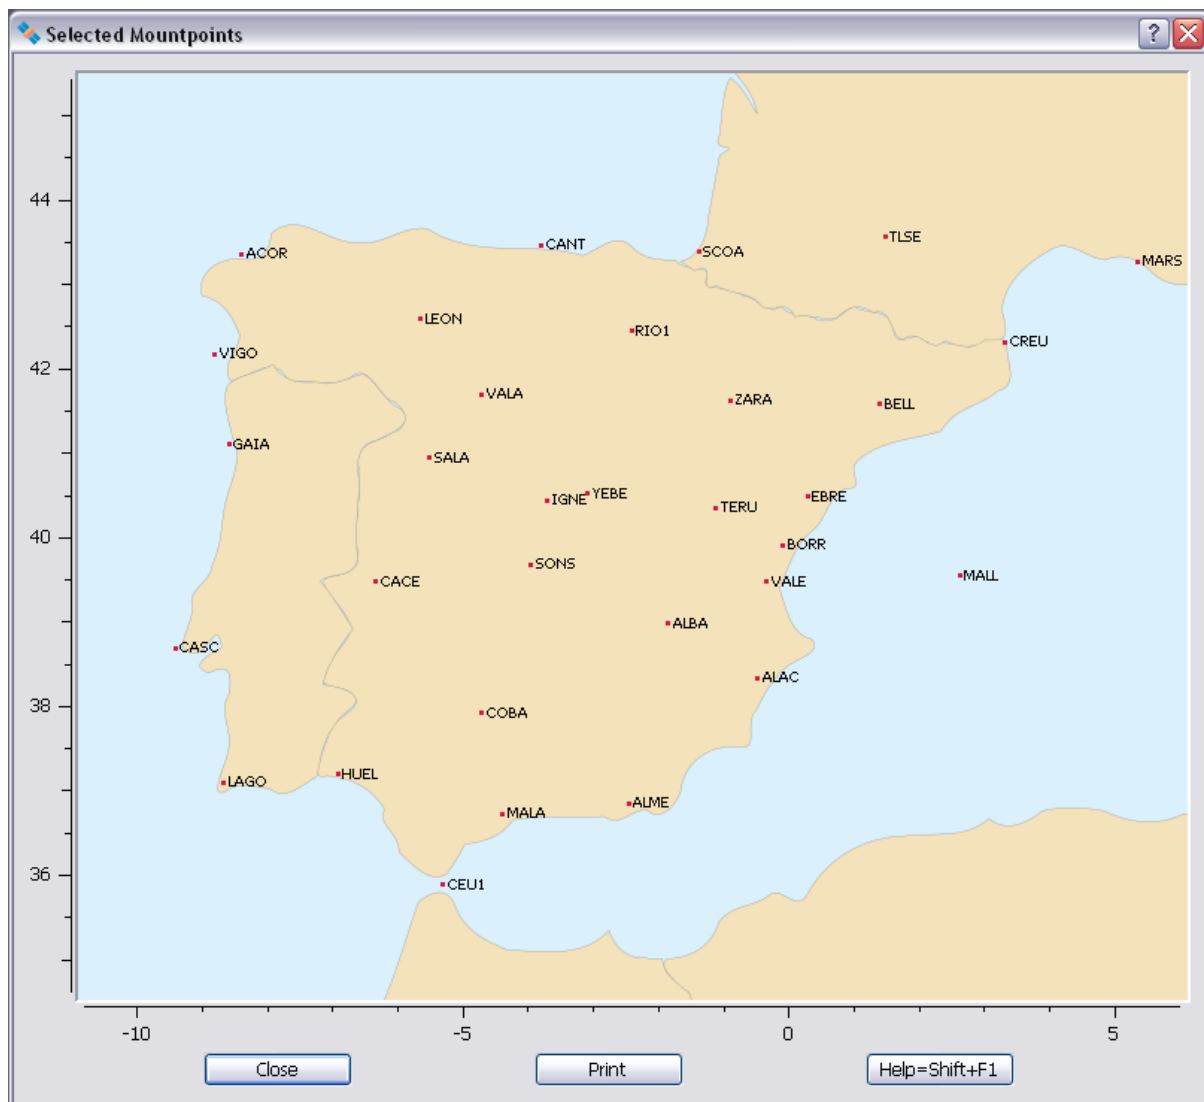 Selected Mountpoints
44
42
40
38
36
ACOR
CANT
SCOA
TLSE
MARS
LEON
RIO1
CREU
VIGO
VALA
ZARA
BELL
GAIA
SALA
IGNE
YEBE
TERU
EBRE
BORR
SONS
CACE
VALE
MALL
ALBA
CASC
ALAC
COBA
LAGO
HUEL
MALA
ALME
CEU1
-10
-5
0
5
Close
Print
Help=Shift+F1